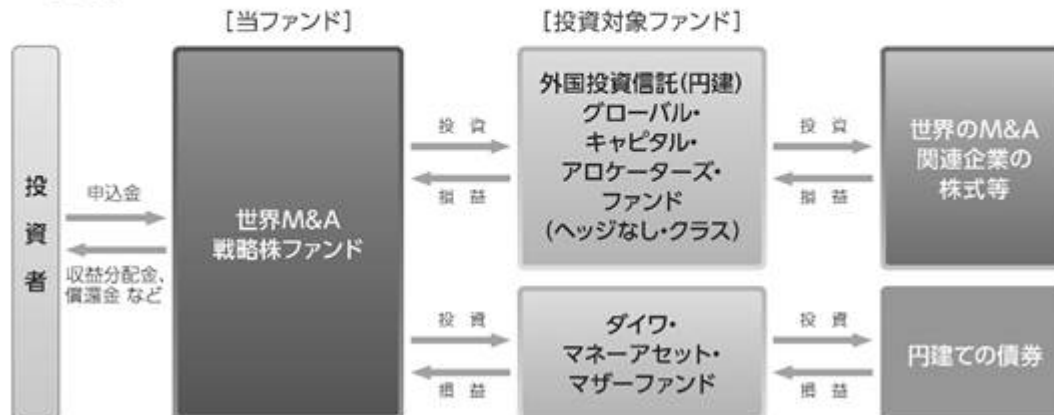 [当ファンド]
[投資対象ファンド]
投資者
申込金
収益分配金、
償還金 など
世界M&A
戦略株ファンド
投 資
損 益
外国投資信託(円建)
グローバル・
キャピタル・
アロケーターズ・
ファンド
(ヘッジなし・クラス)
投 資
損 益
世界のM&A
関連企業の
株式等
投 資
損 益
ダイワ・
マネーアセット・
マザーファンド
投 資
損 益
円建ての債券